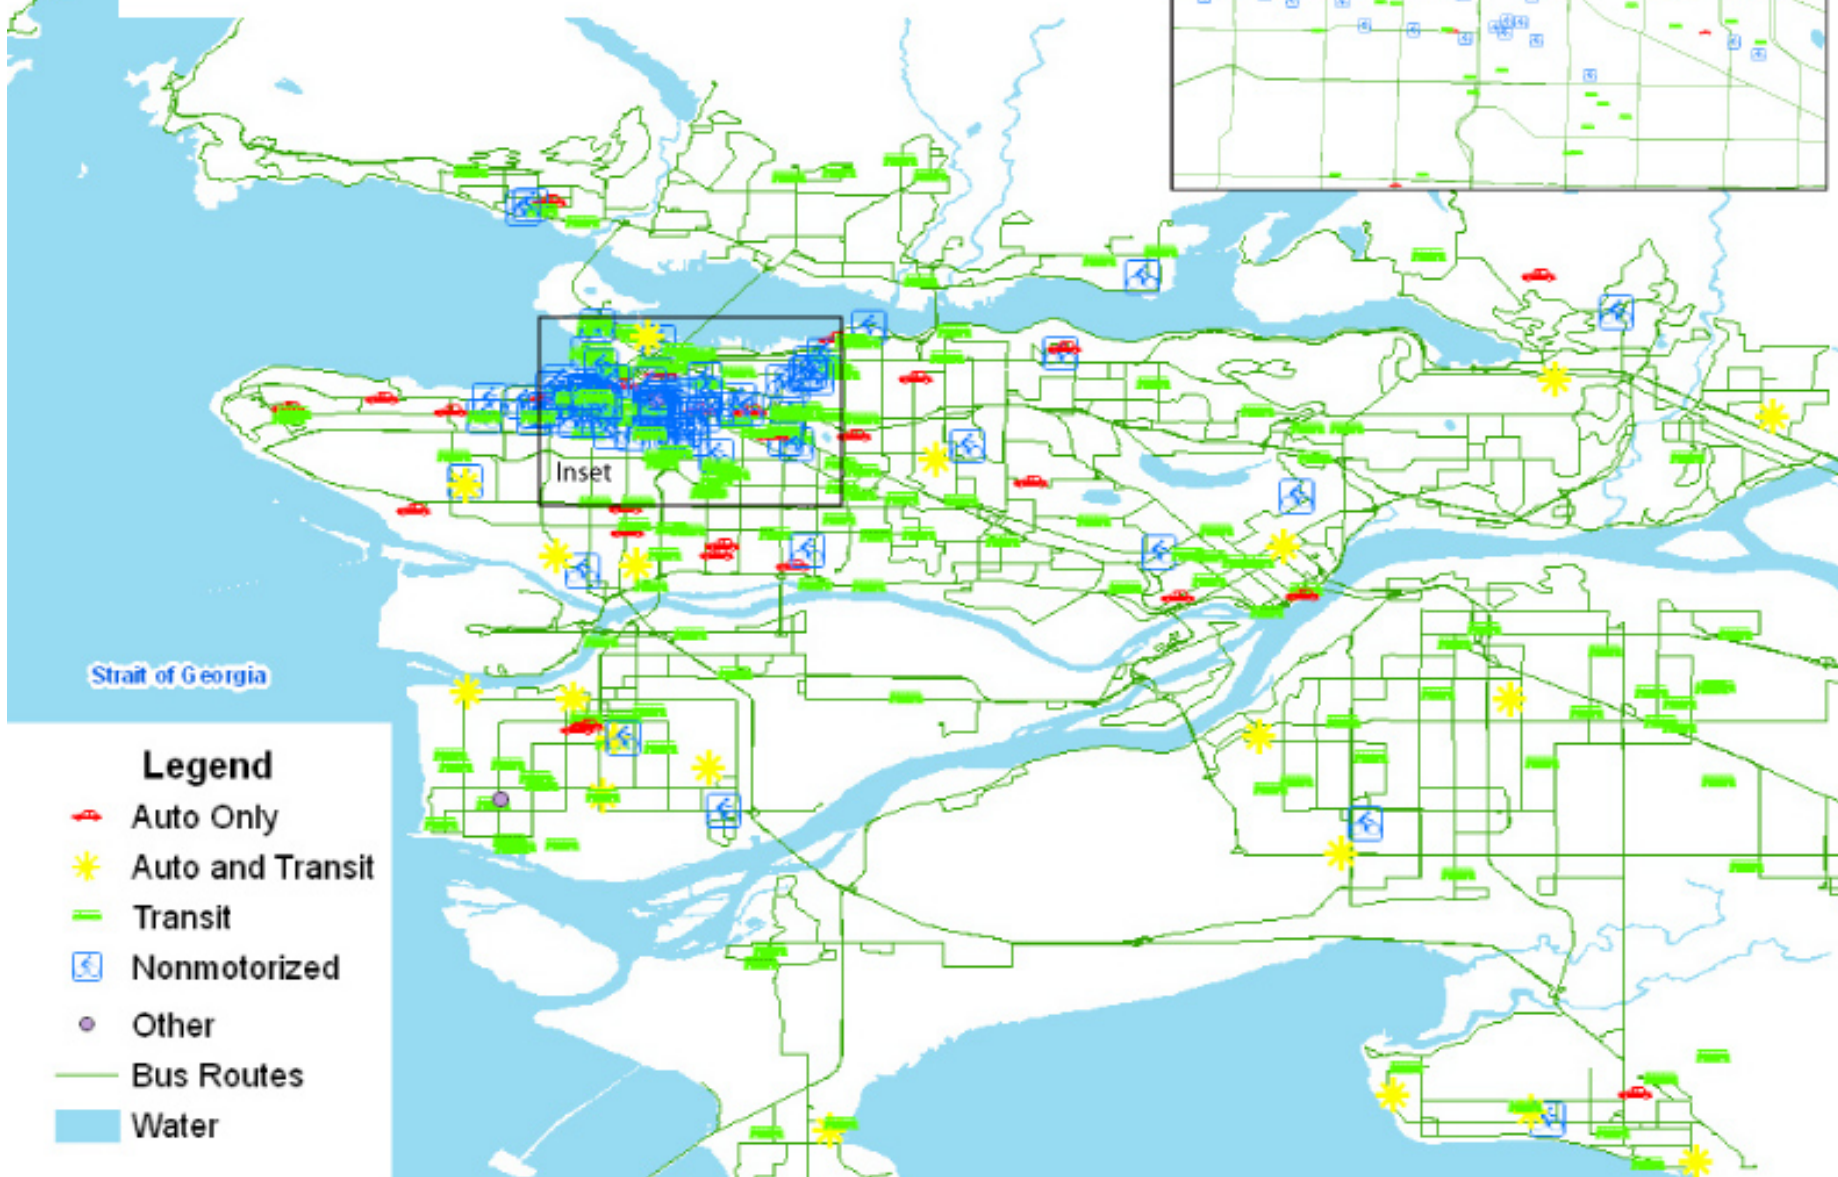 Inset
Strait of Georgia
Legend
Auto Only
Auto and Transit
Transit
Nonmotorized
Other
Bus Routes
Water